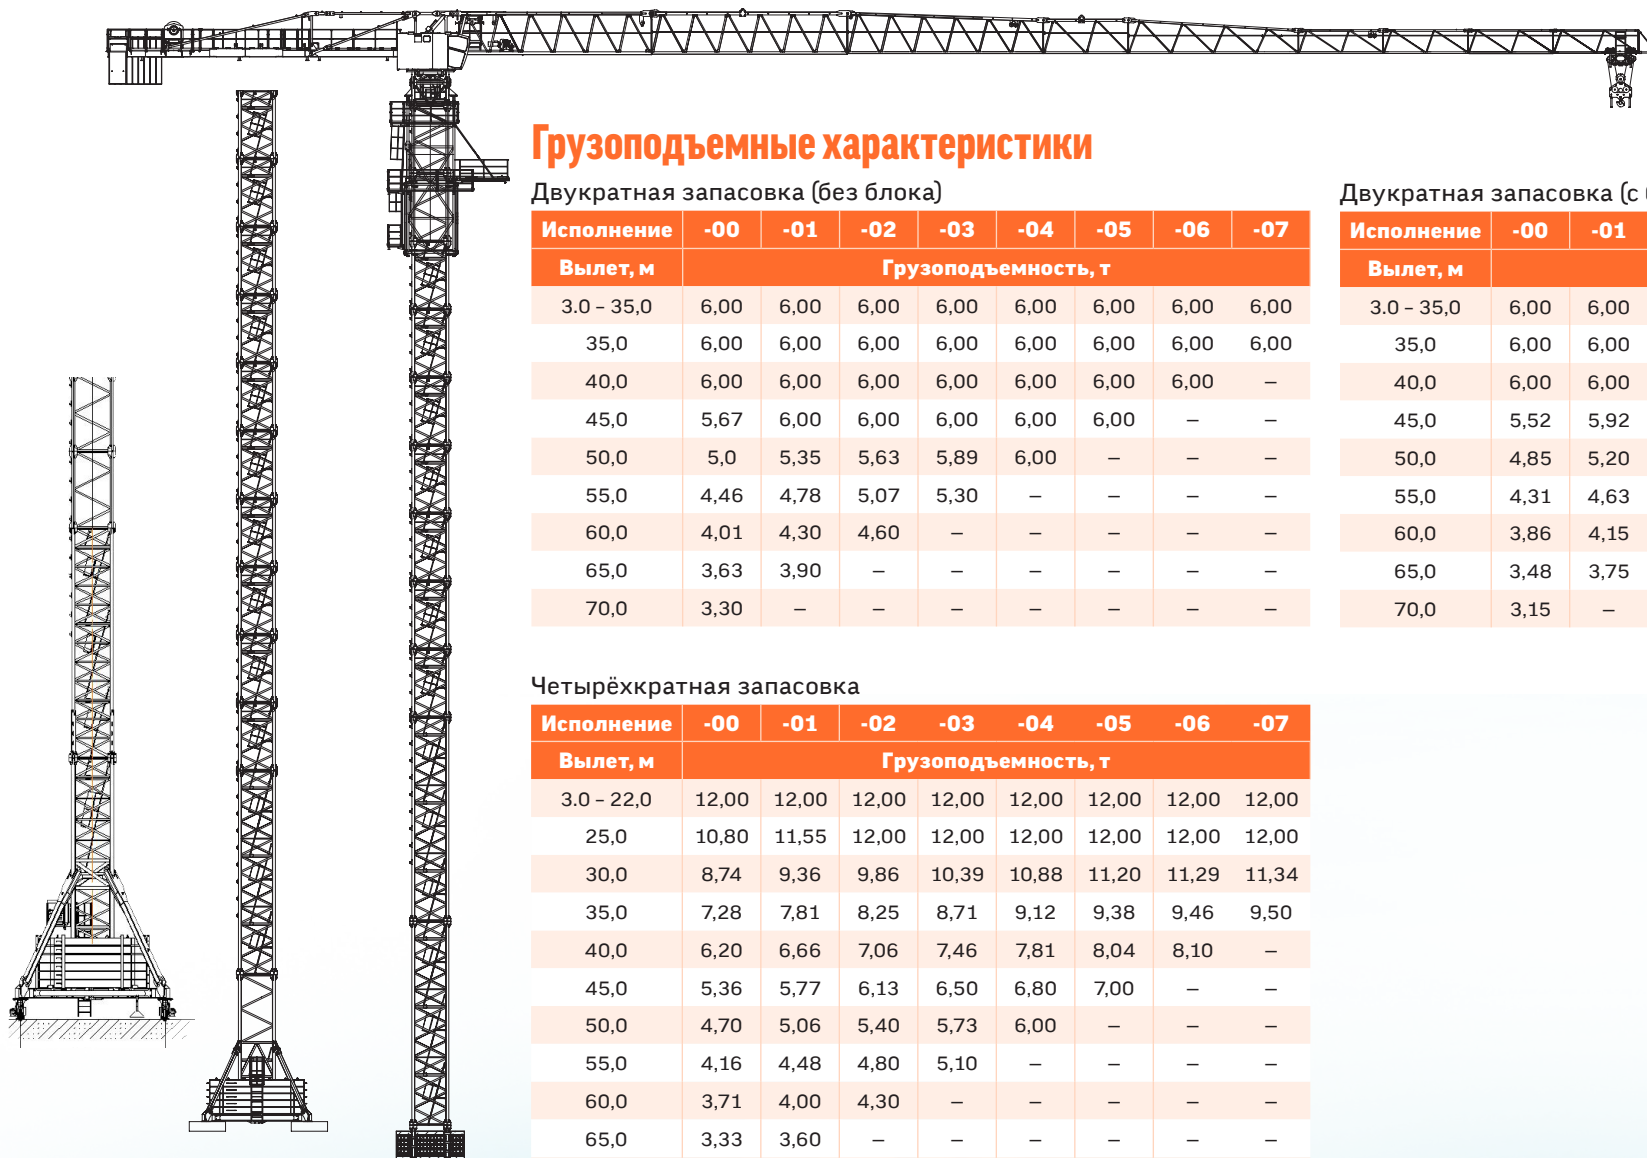 Грузоподъемные характеристики
Двукратная запасовка (без блока)
Исполнение -00 -01 -02 -03 -04 -05 -06 -07
Вылет, м Грузоподъемность, т
3.0 – 35,0 6,00 6,00 6,00 6,00 6,00 6,00 6,00 6,00
35,0 6,00 6,00 6,00 6,00 6,00 6,00 6,00 6,00
40,0 6,00 6,00 6,00 6,00 6,00 6,00 6,00 –
45,0 5,67 6,00 6,00 6,00 6,00 6,00 – –
50,0 5,0 5,35 5,63 5,89 6,00 – – –
55,0 4,46 4,78 5,07 5,30 – – – –
60,0 4,01 4,30 4,60 – – – – –
65,0 3,63 3,90 – – – – – –
70,0 3,30 – – – – – – –
Двукратная запасовка (с
Исполнение -00 -01
Вылет, м
3.0 – 35,0 6,00 6,00
35,0 6,00 6,00
40,0 6,00 6,00
45,0 5,52 5,92
50,0 4,85 5,20
55,0 4,31 4,63
60,0 3,86 4,15
65,0 3,48 3,75
70,0 3,15 –
Четырёхкратная запасовка
Исполнение -00 -01 -02 -03 -04 -05 -06 -07
Вылет, м Грузоподъемность, т
3.0 – 22,0 12,00 12,00 12,00 12,00 12,00 12,00 12,00 12,00
25,0 10,80 11,55 12,00 12,00 12,00 12,00 12,00 12,00
30,0 8,74 9,36 9,86 10,39 10,88 11,20 11,29 11,34
35,0 7,28 7,81 8,25 8,71 9,12 9,38 9,46 9,50
40,0 6,20 6,66 7,06 7,46 7,81 8,04 8,10 –
45,0 5,36 5,77 6,13 6,50 6,80 7,00 – –
50,0 4,70 5,06 5,40 5,73 6,00 – – –
55,0 4,16 4,48 4,80 5,10 – – – –
60,0 3,71 4,00 4,30 – – – – –
65,0 3,33 3,60 – – – – – –